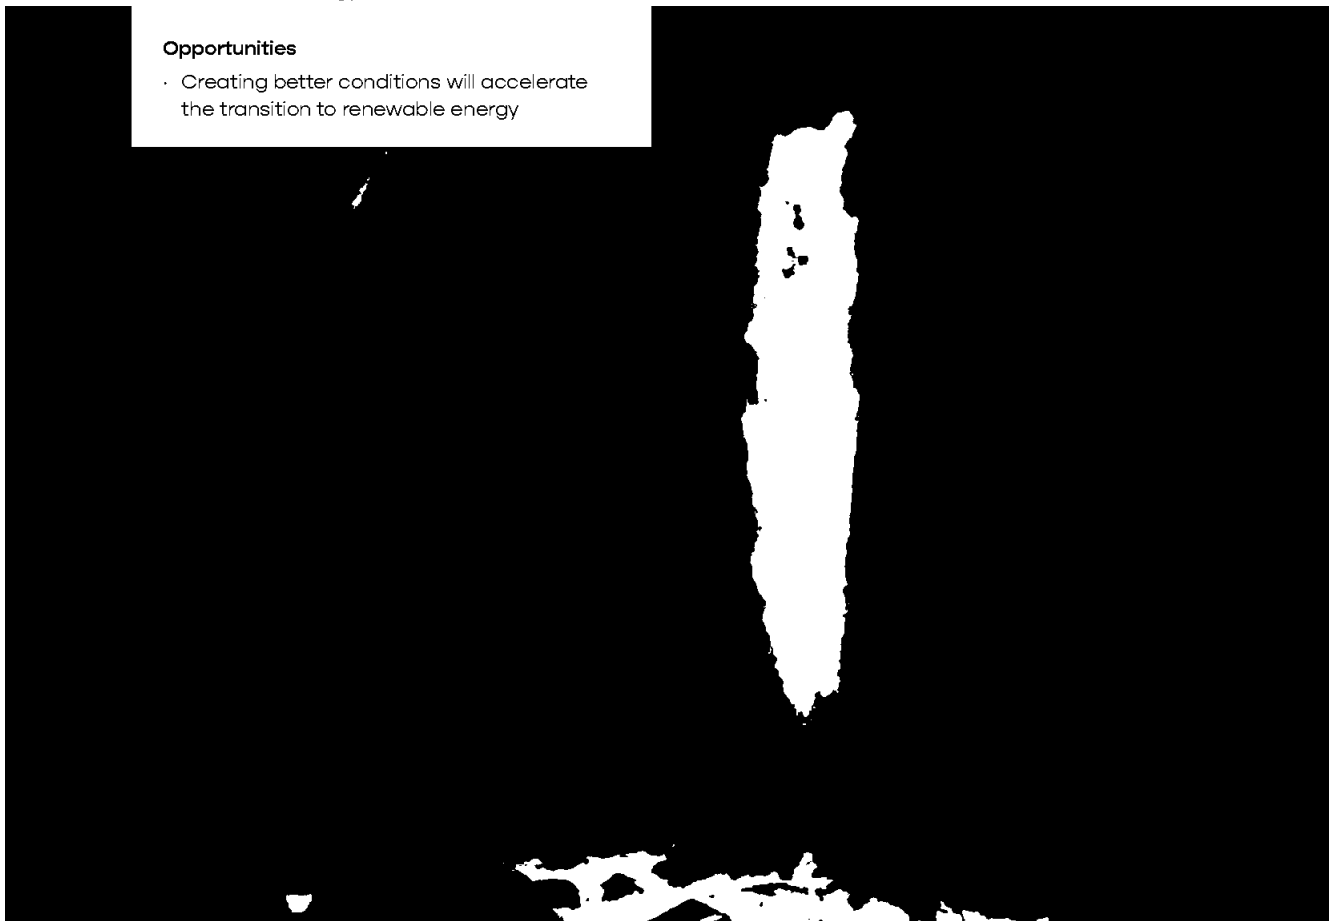 Opportunities
· Creating better conditions will accelerate
the transition to renewable energy